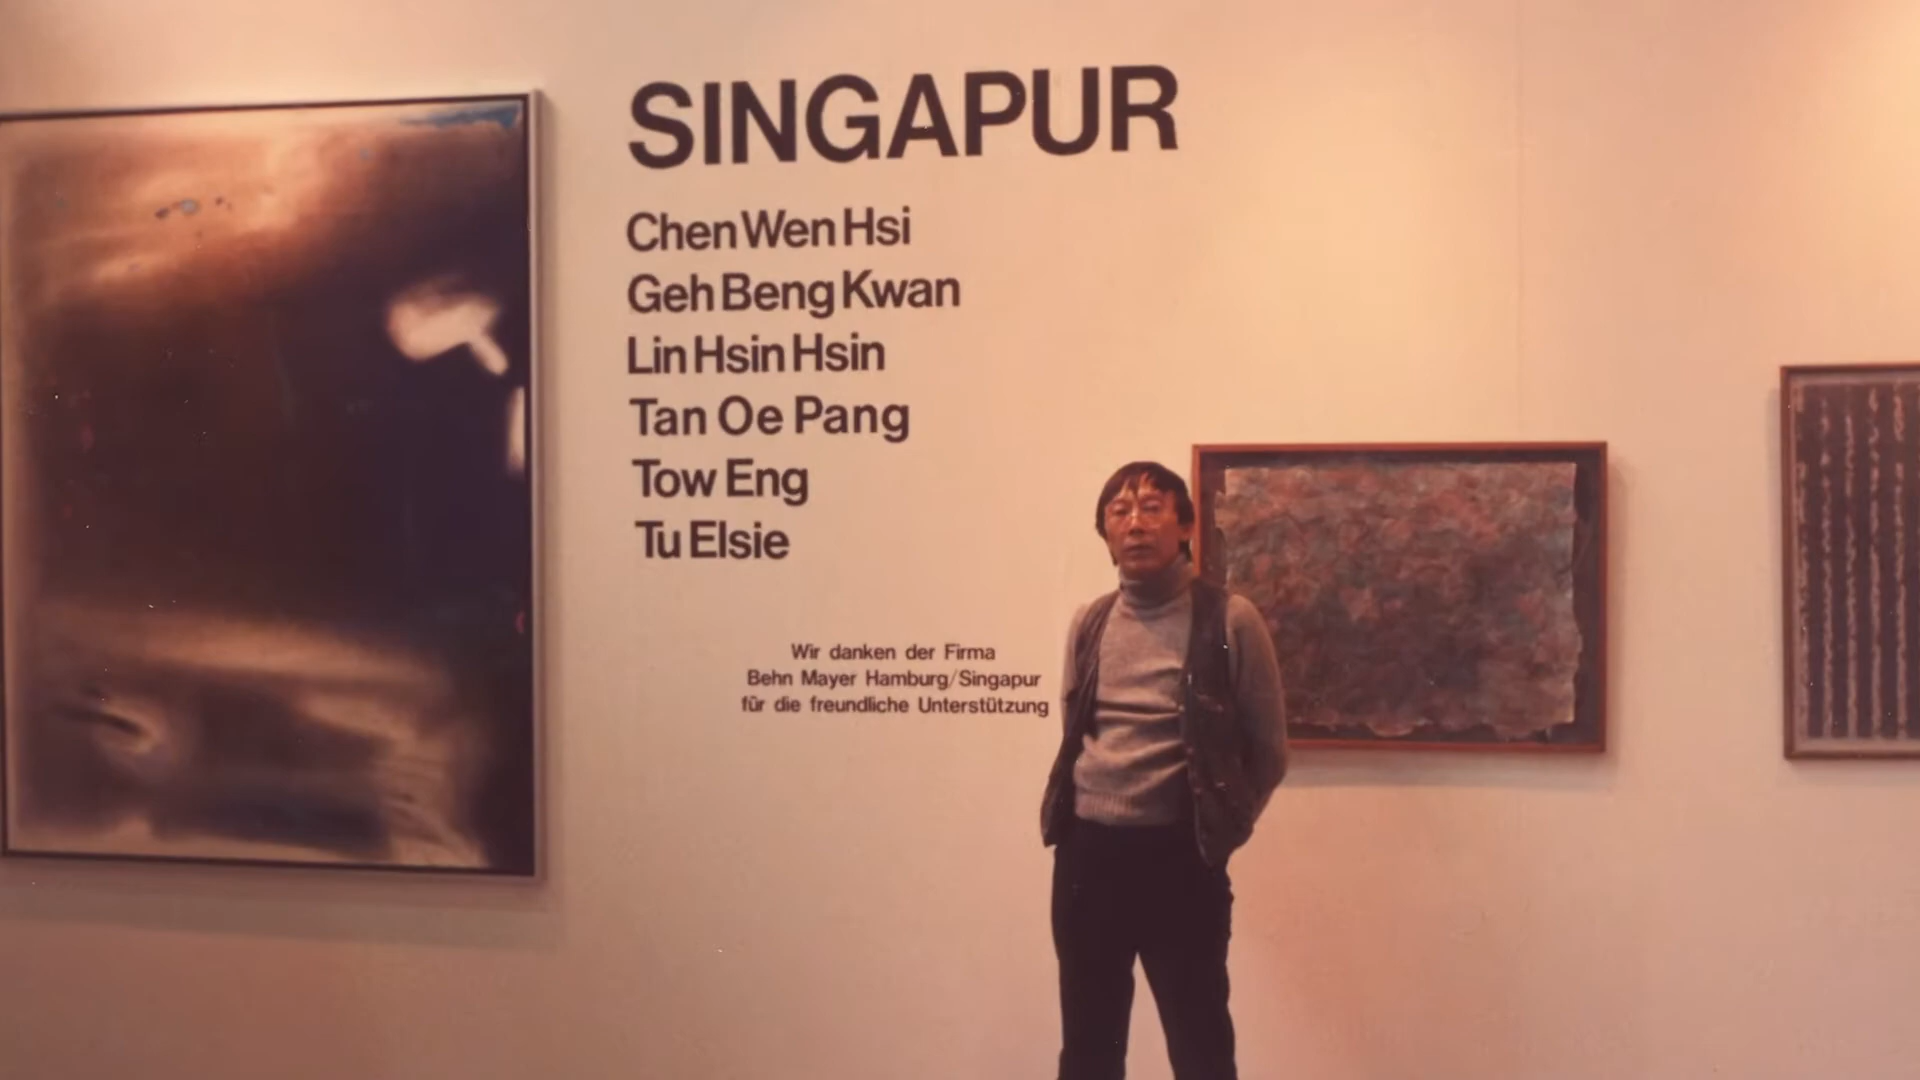 SINGAPUR
Chen Wen Hsi
Geh Beng Kwan
Lin Hsin Hsin
Tan Oe Pang
Tow Eng
Tu Elsie
Wir danken der Firma
Behn Mayer Hamburg/Singapur
für die freundliche Unterstützung